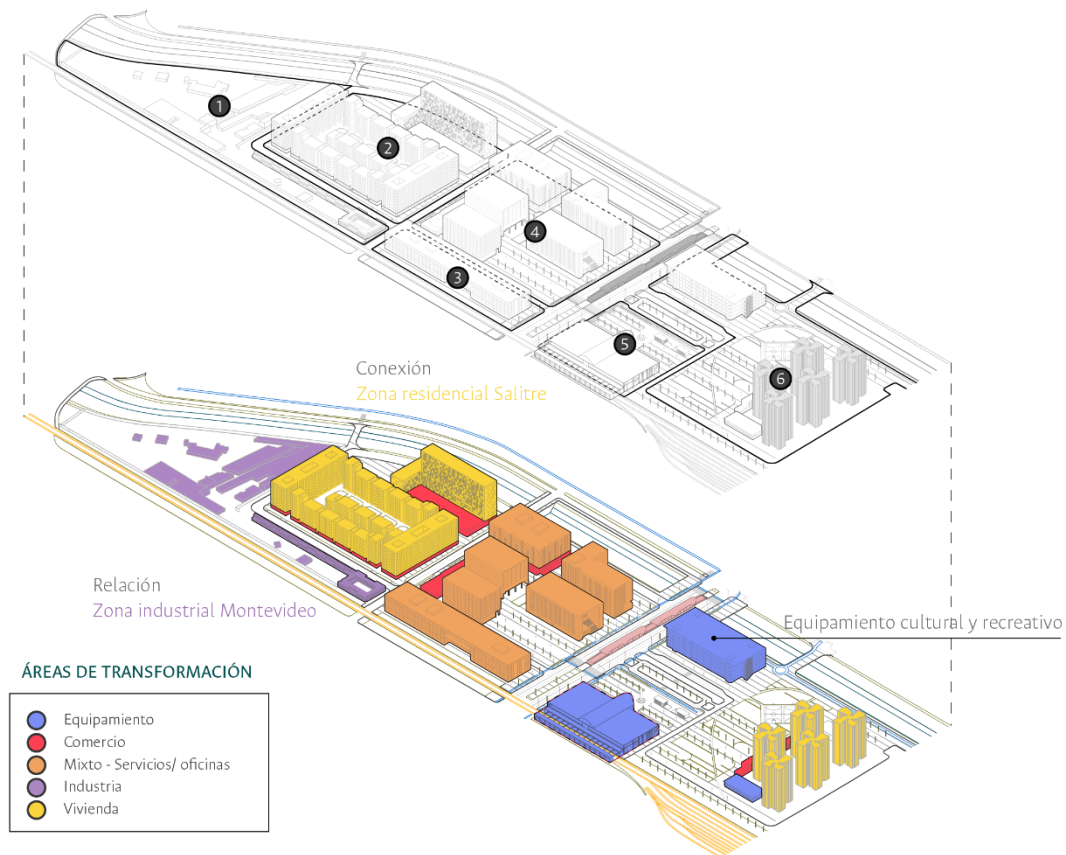 1
2
4
3
5
6
Conexión
Zona residencial Salitre
Relación
Zona industrial Montevideo
Equipamiento cultural y recreativo
ÁREAS DE TRANSFORMACIÓN
Equipamiento
Comercio
Mixto - Servicios/ oficinas
Industria
Vivienda